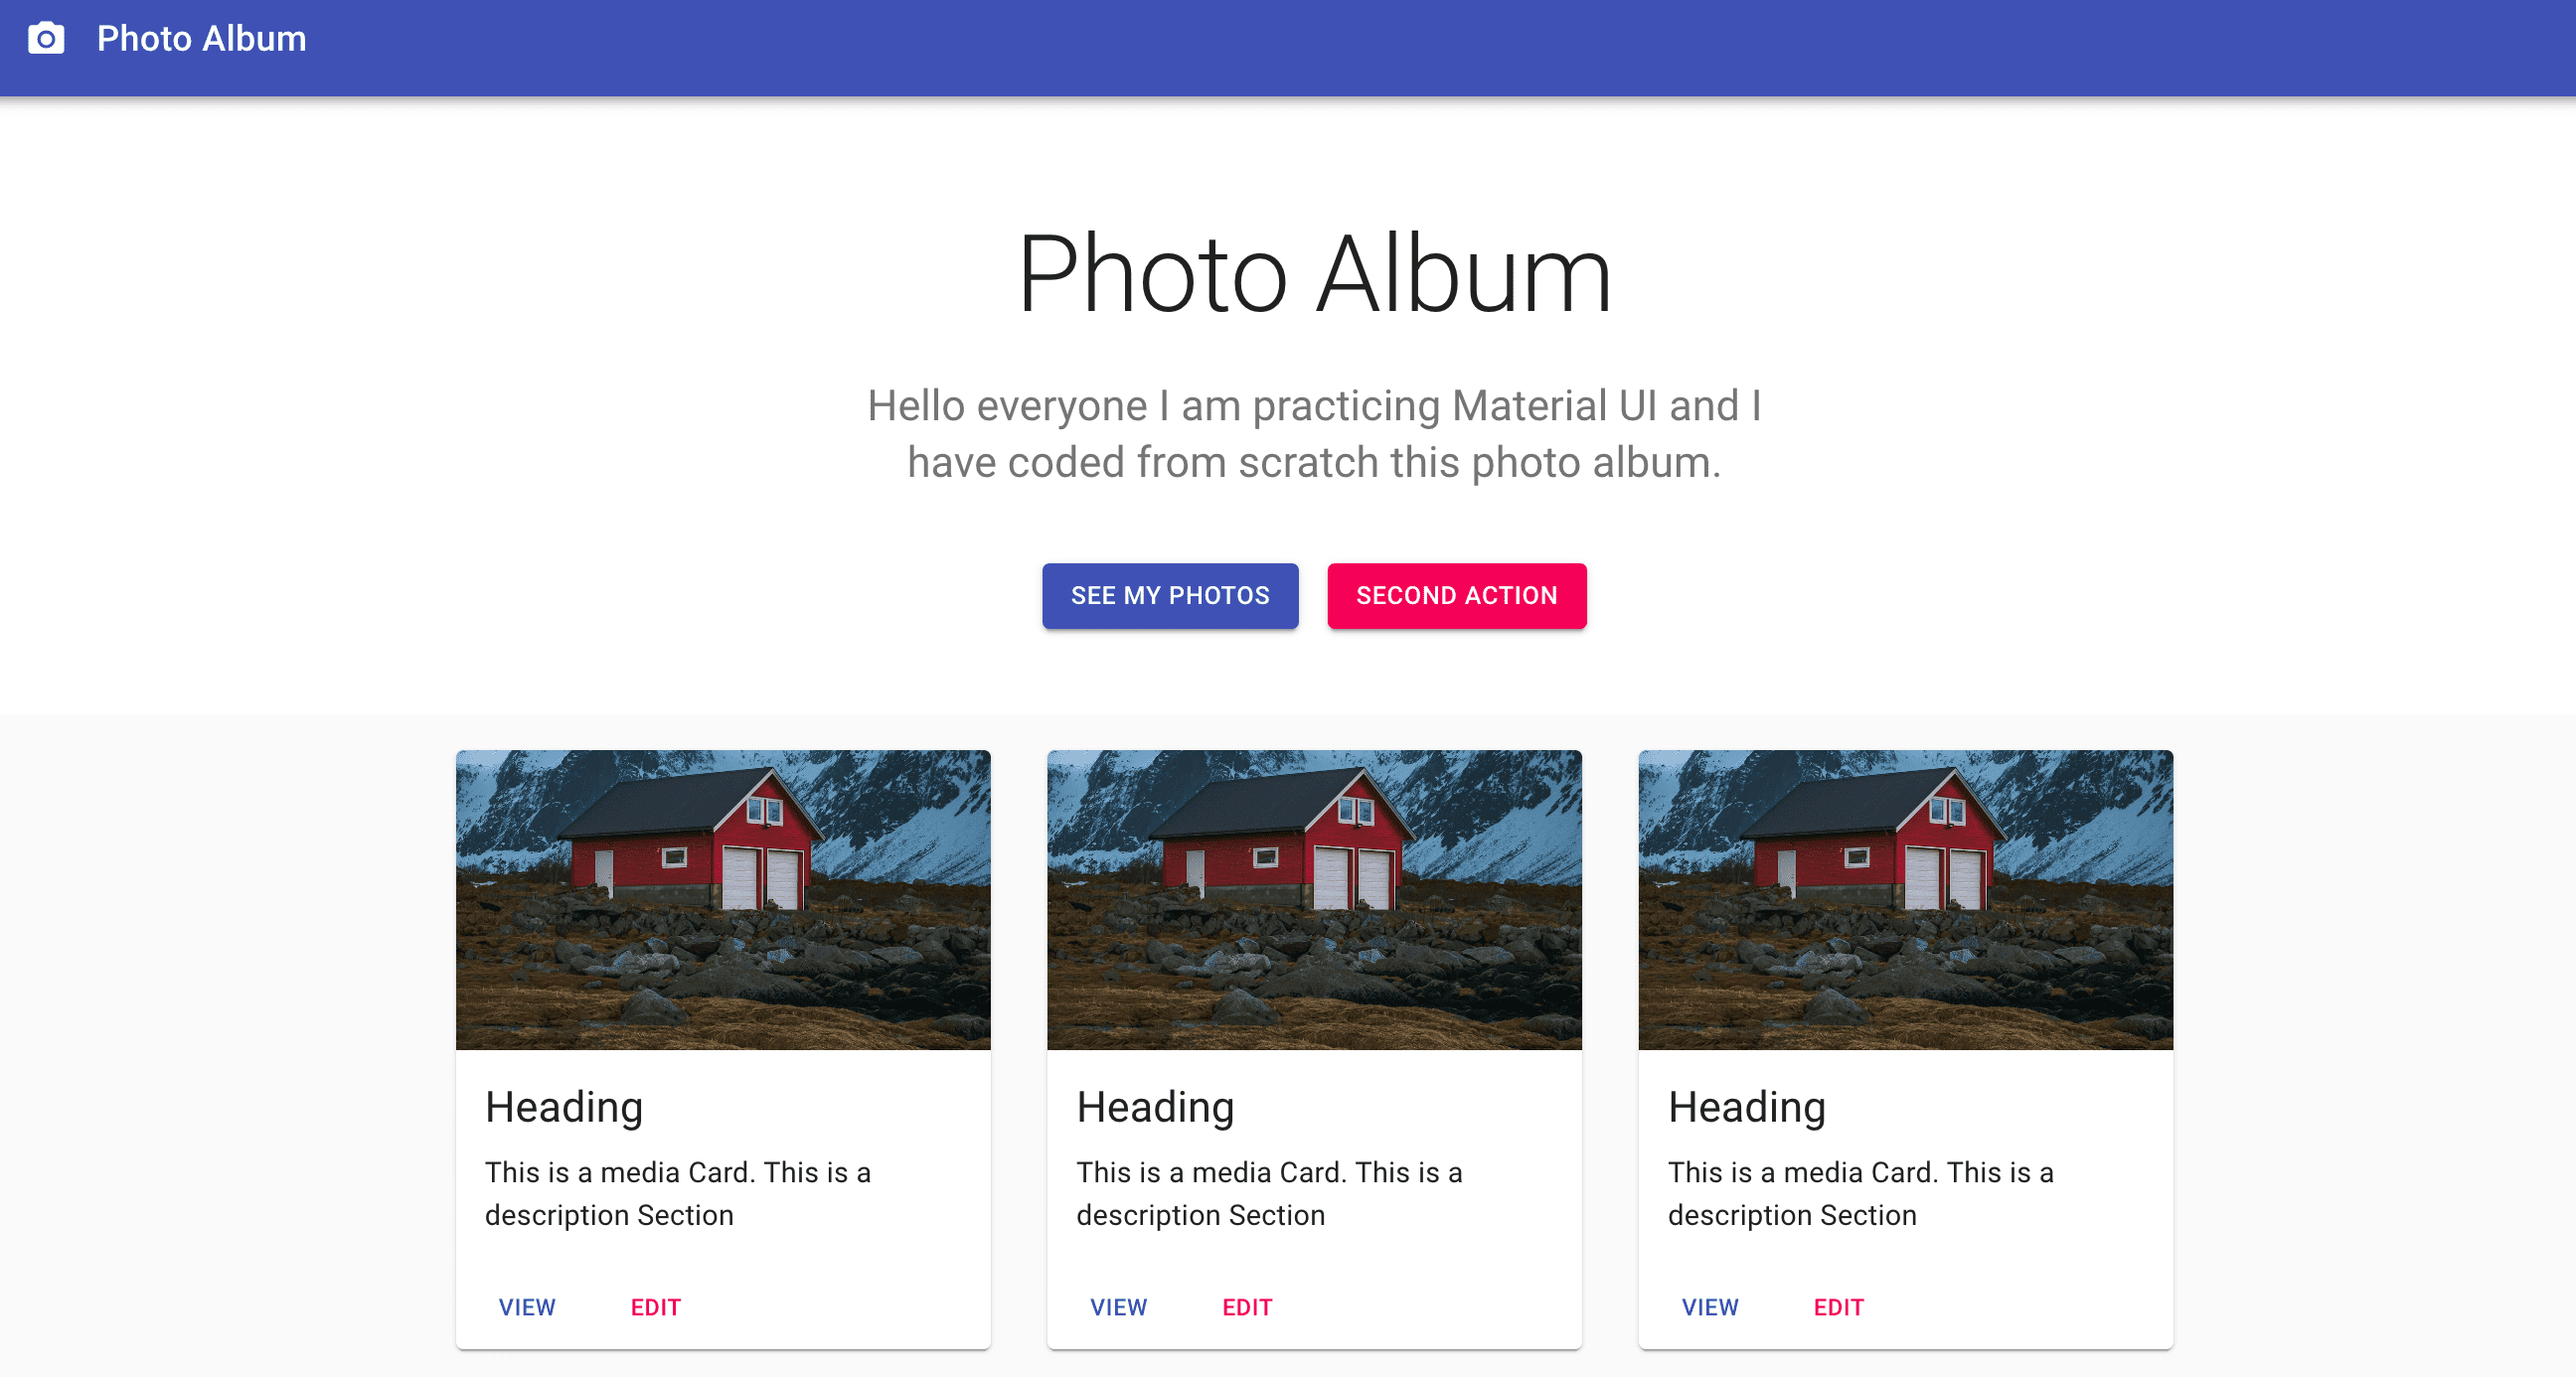 Photo Album
Photo Album
Hello everyone I am practicing Material UI and I
have coded from scratch this photo album.
SEE MY PHOTOS
SECOND ACTION
Heading
This is a media Card. This is a
description Section
VIEW
EDIT
Heading
This is a media Card. This is a
description Section
VIEW
EDIT
Heading
This is a media Card. This is a
description Section
VIEW
EDIT